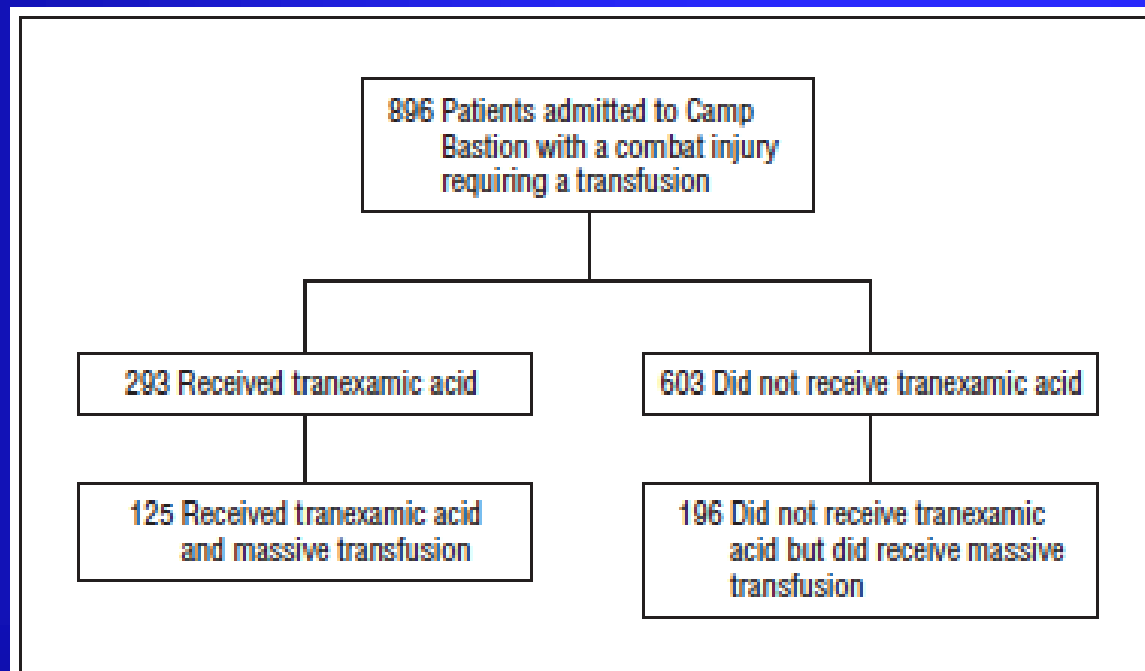 896 Patients admitted to Camp
Bastion with a combat injury
requiring a transfusion
293 Received tranexamic acid
603 Did not receive tranexamic acid
125 Received tranexamic acid
and massive transfusion
196 Did not receive tranexamic
acid but did receive massive
transfusion